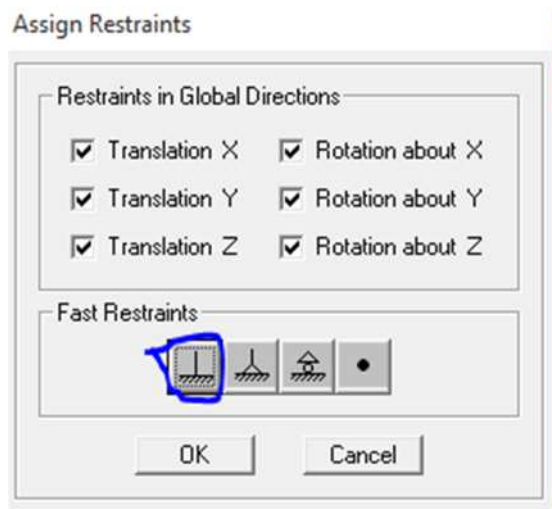 Assign Restraints
Restraints in Global Directions
Translation X Rotation about X
Translation Y Rotation about Y
Translation Z Rotation about Z
Fast Restraints
OK Cancel